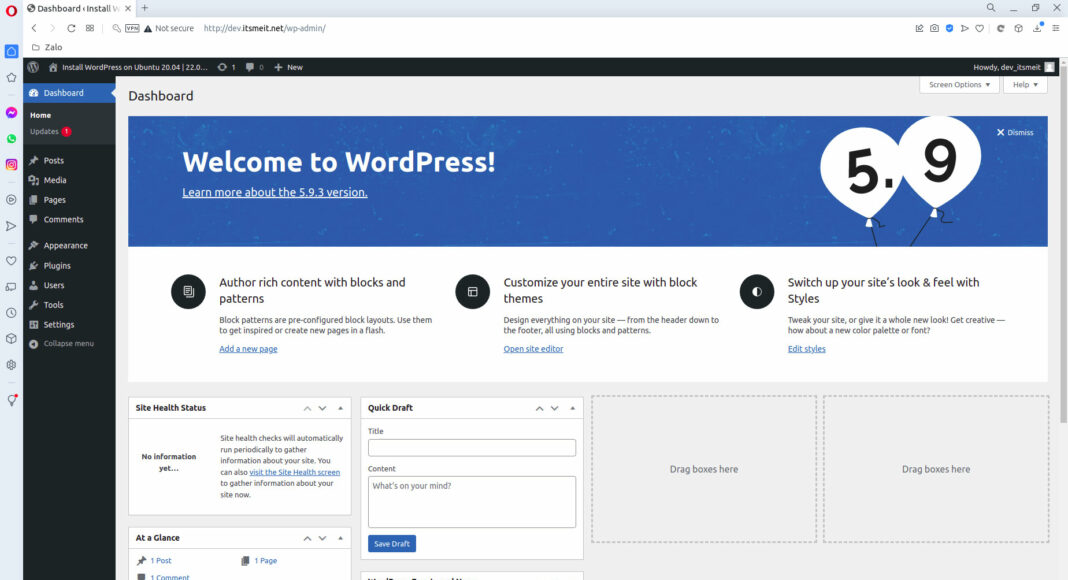 Dashboard ‹ Install W
VPN
Not secure
http://dev.itsmeit.net/wp-admin/
Zalo
Install WordPress on Ubuntu 20.04 | 22.0...
1
0
New
Howdy, dev_itsmeit
Dashboard
Home
Updates 1
Posts
Media
Pages
Comments
Appearance
Plugins
Users
Tools
Settings
Collapse menu
Dashboard
Screen Options
Help
Welcome to WordPress!
Learn more about the 5.9.3 version.
5.9
Dismiss
Author rich content with blocks and
patterns
Block patterns are pre-configured block layouts. Use them
to get inspired or create new pages in a flash.
Add a new page
Customize your entire site with block
themes
Design everything on your site — from the header down to
the footer, all using blocks and patterns.
Open site editor
Switch up your site’s look & feel with
Styles
Tweak your site, or give it a whole new look! Get creative —
how about a new color palette or font?
Edit styles
Site Health Status
No information
yet…
Site health checks will automatically
run periodically to gather
information about your site. You
can also visit the Site Health screen
to gather information about your
site now.
At a Glance
1 Post
1 Page
1 Comment
Quick Draft
Title
Content
What’s on your mind?
Save Draft
Drag boxes here
Drag boxes here